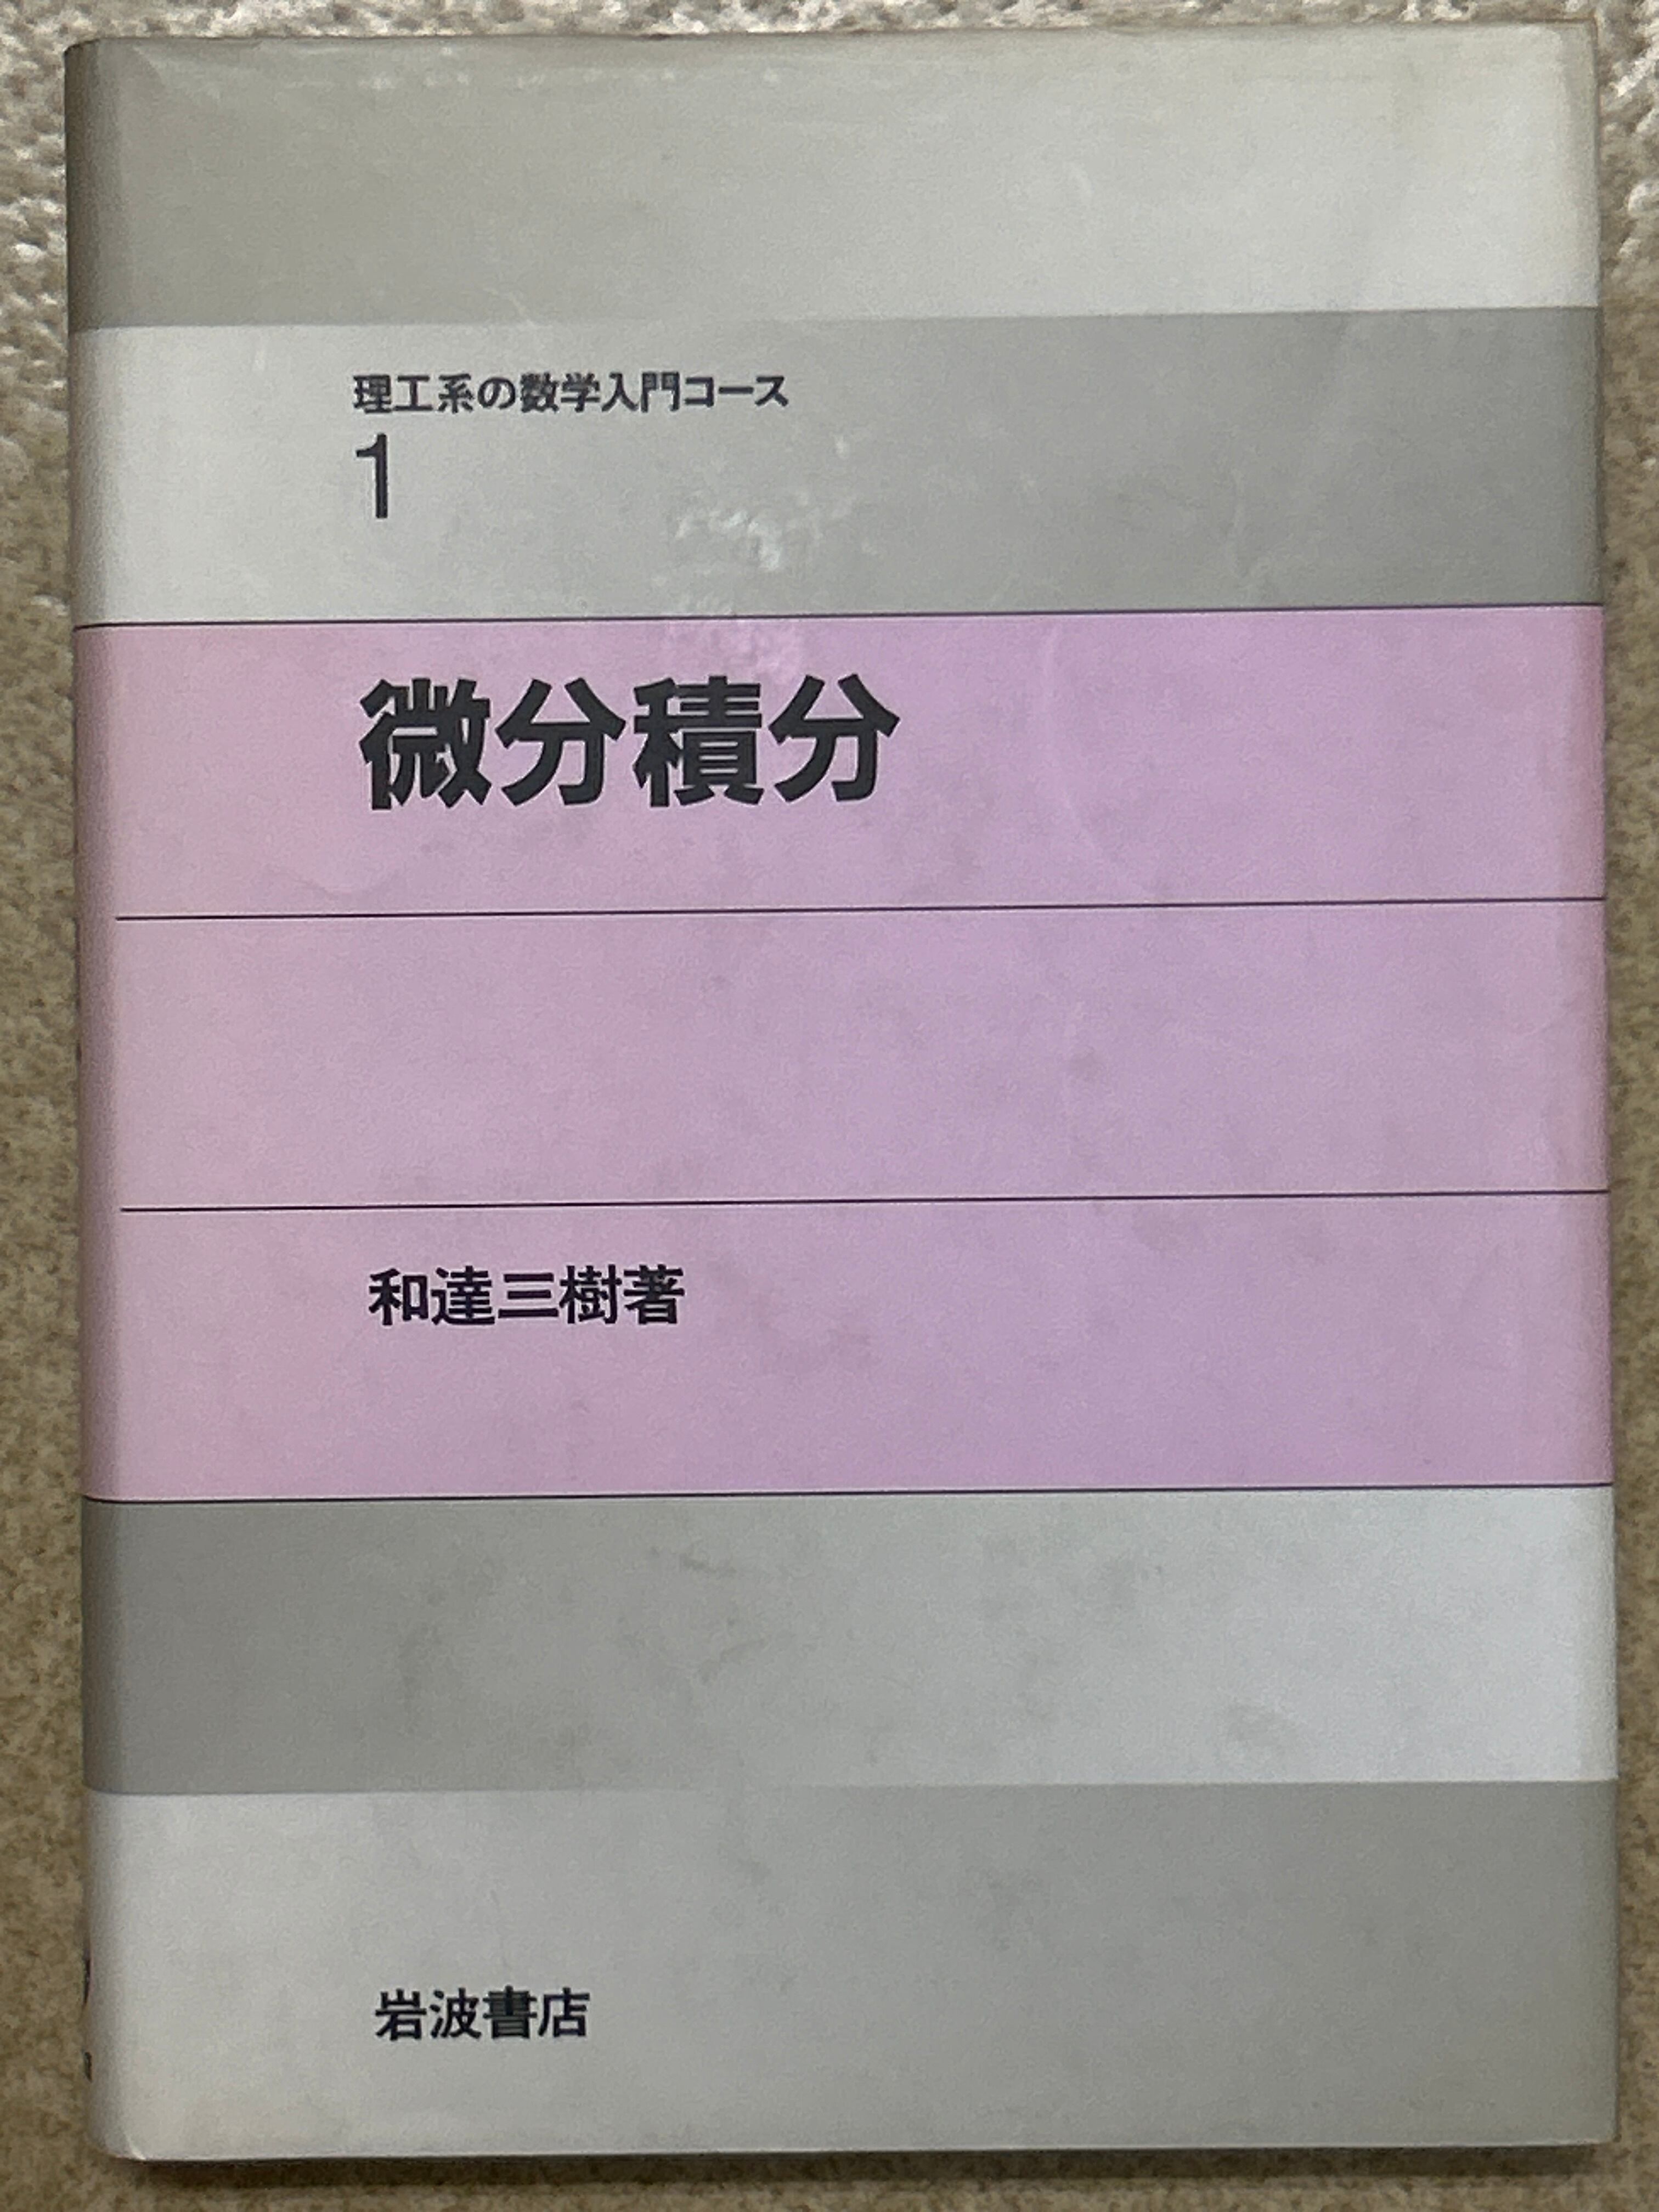 理工系の数学入門コース
1
微分積分
和達三樹著
岩波書店